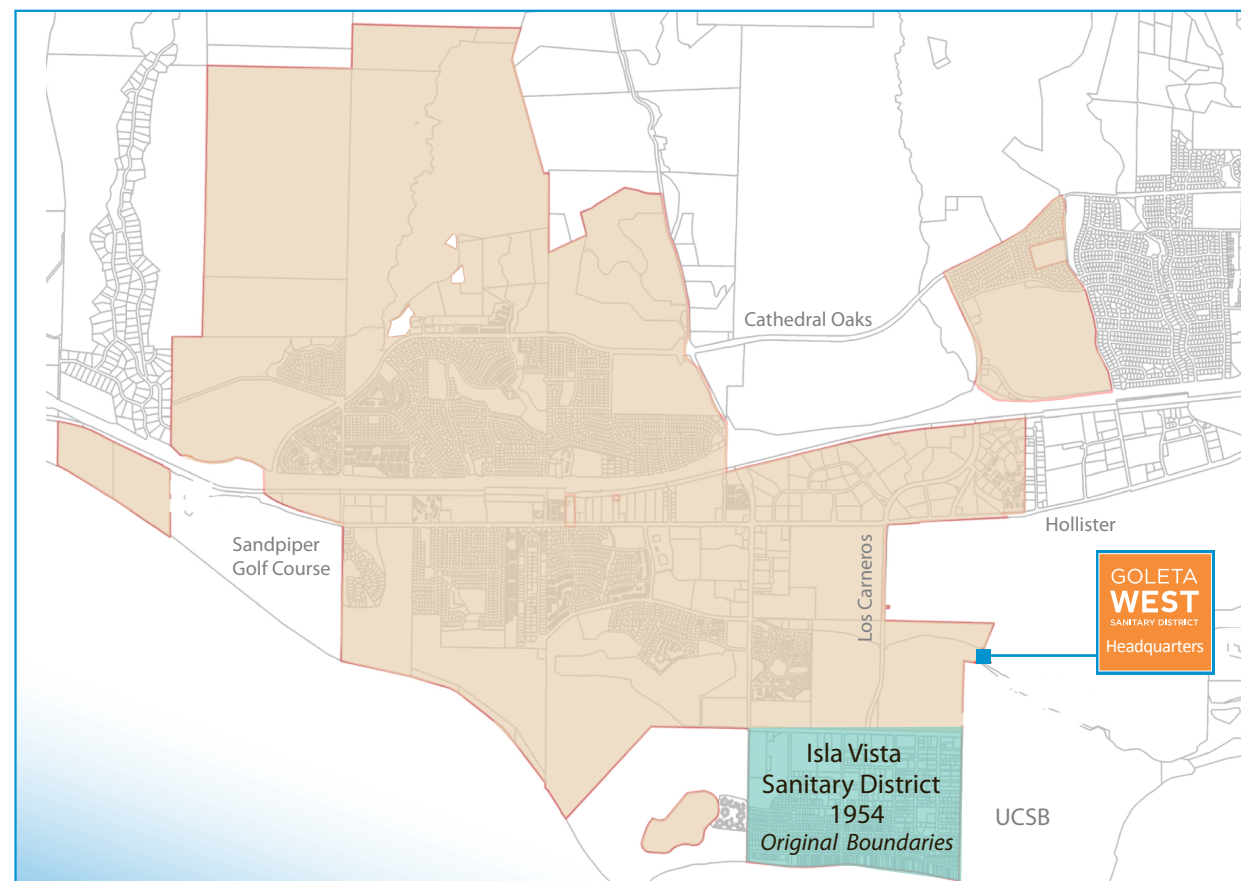 Cathedral Oaks
Sandpiper
Golf Course
Los Carneros
Hollister
GOLETA
WEST
SANITARY DISTRICT
Headquarters
Isla Vista
Sanitary District
1954
Original Boundaries
UCSB